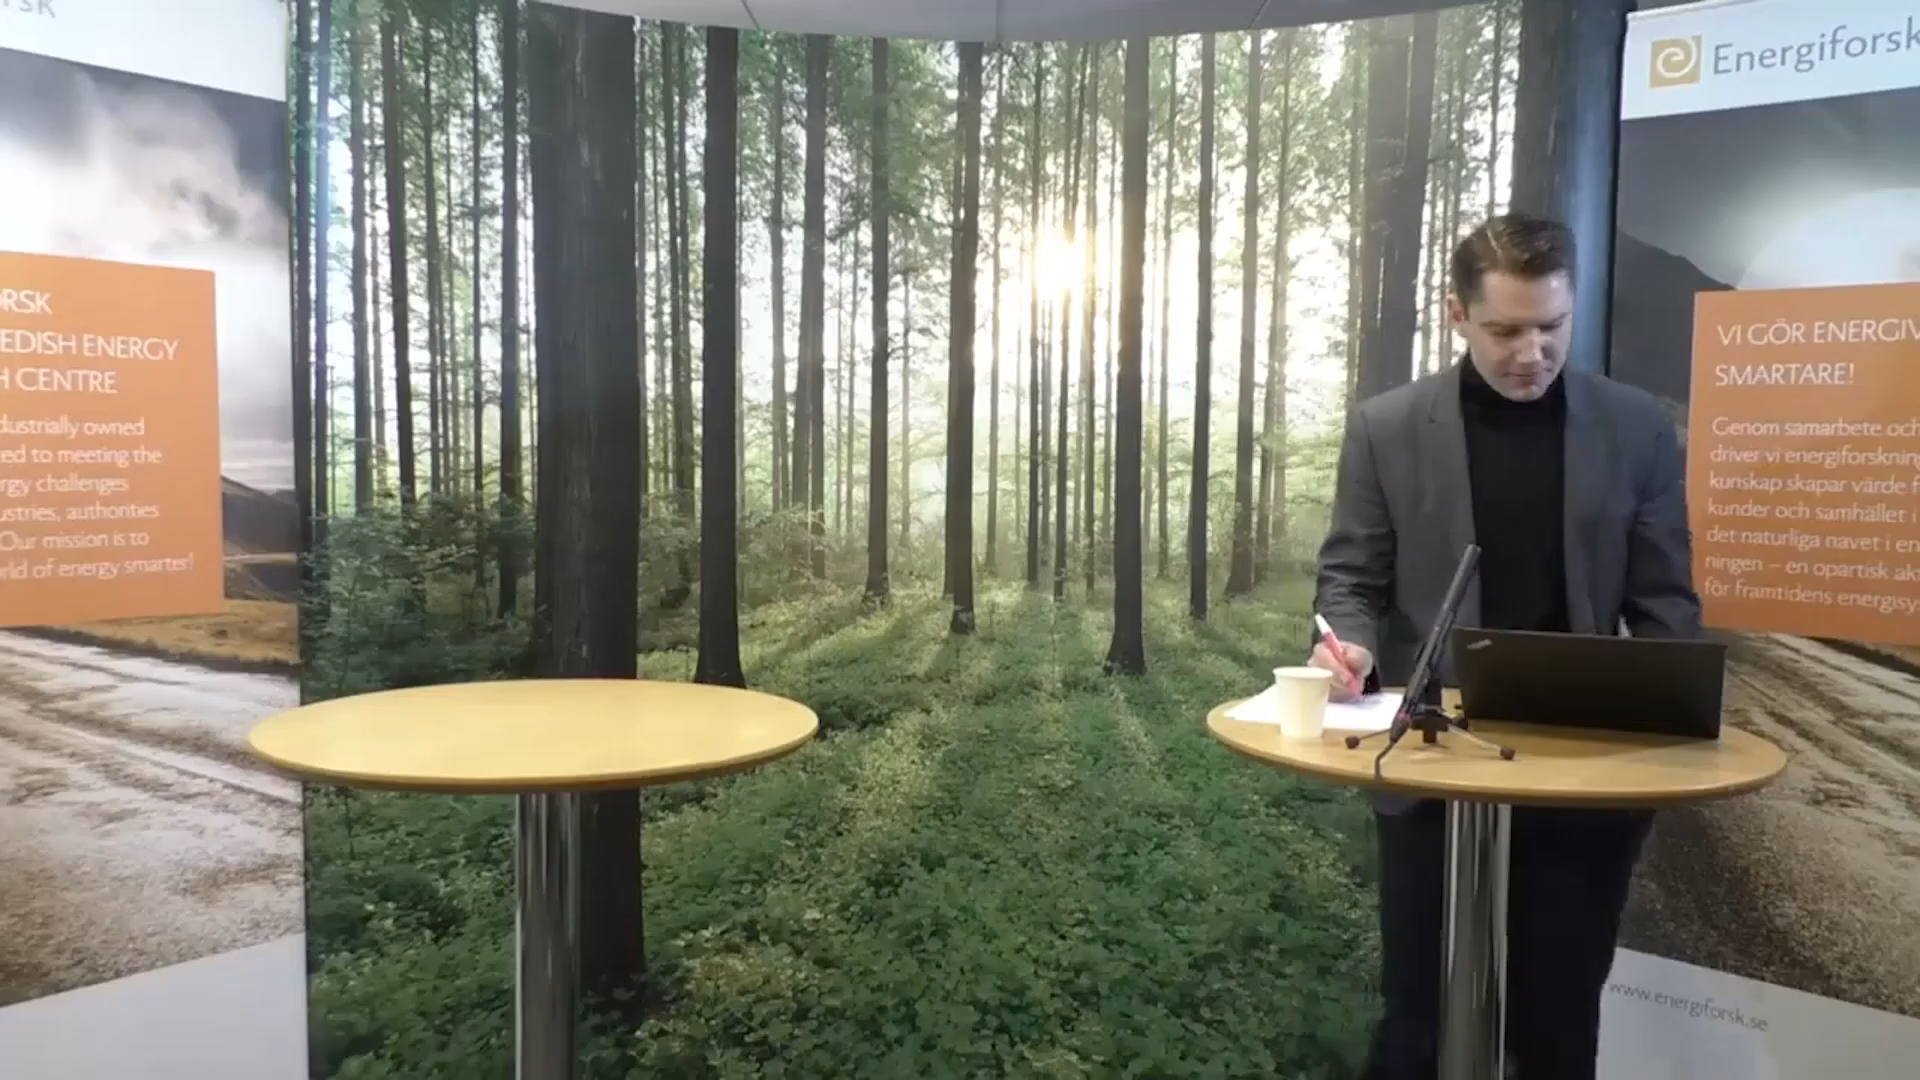 RSK
EDISH ENERGY
H CENTRE
dustrially owned
ed to meeting the
rgy challenges
ustries, authorities
Our mission is to
rld of energy smarter!
Energiforsk
VI GÖR ENERGIV
SMARTARE!
Genom samarbete och
driver vi energiforskning
kunskap skapar värde f
kunder och samhället i
det naturliga navet i en
ningen – en opartisk akt
för framtidens energisy
www.energiforsk.se